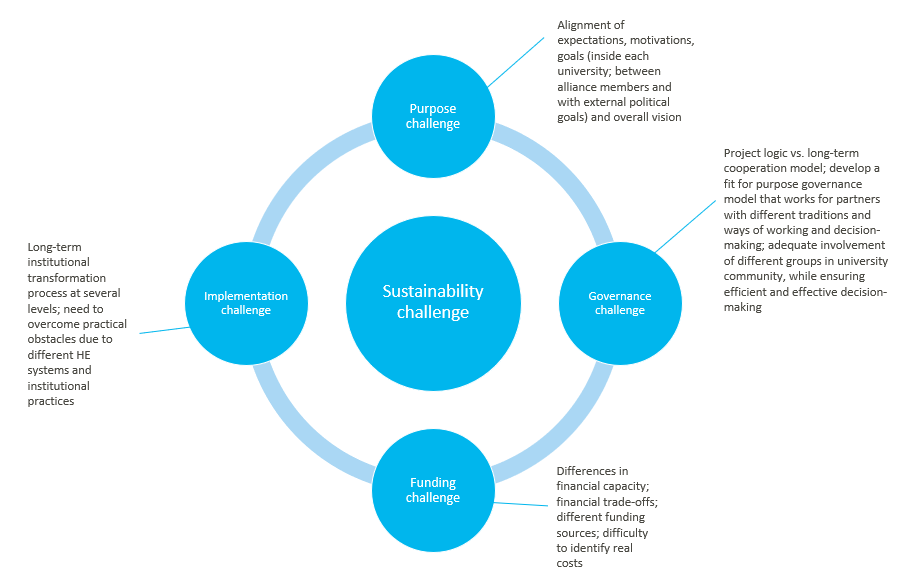 Alignment of
expectations, motivations,
goals (inside each
university; between
alliance members and
with external political
goals) and overall vision
Purpose
challenge
Project logic vs. long-term
cooperation model; develop a
fit for purpose governance
model that works for partners
with different traditions and
ways of working and decision-
making; adequate involvement
of different groups in university
community, while ensuring
efficient and effective decision-
making
Long-term
institutional
transformation
process at several
levels; need to
overcome practical
obstacles due to
different HE
systems and
institutional
practices
Implementation
challenge
Sustainability
challenge
Governance
challenge
Funding
challenge
Differences in
financial capacity;
financial trade-offs;
different funding
sources; difficulty
to identify real
costs